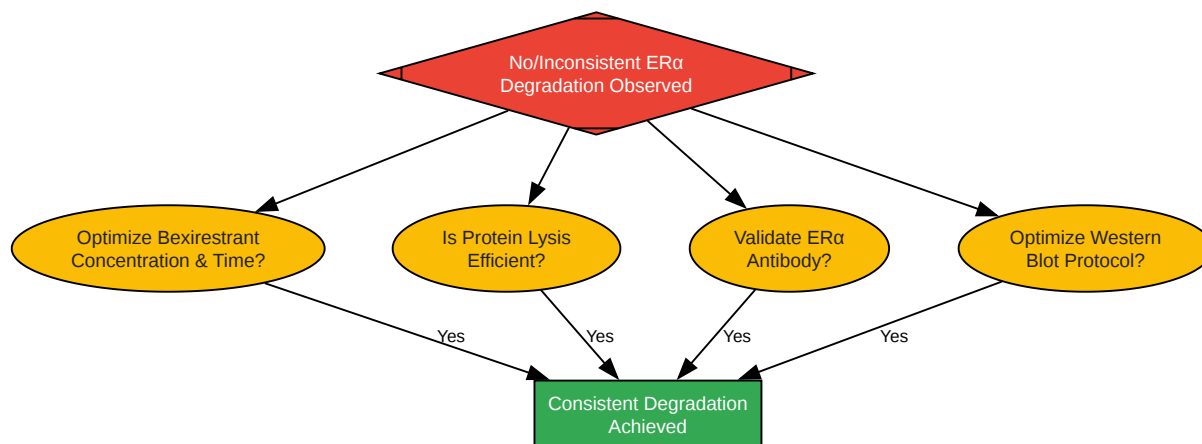 No/Inconsistent ERα
Degradation Observed
Optimize Bexirestrant
Concentration & Time?
Is Protein Lysis
Efficient?
Validate ERα
Antibody?
Optimize Western
Blot Protocol?
Yes
Yes
Yes
Yes
Consistent Degradation
Achieved